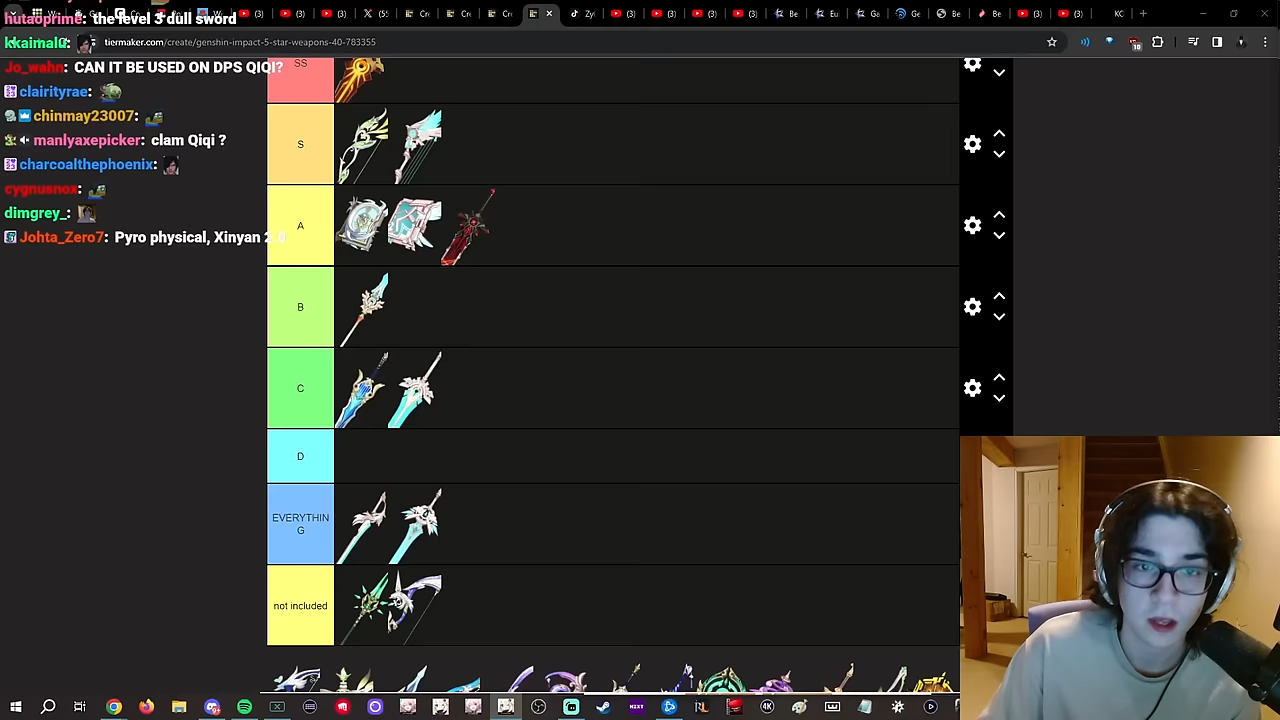 hutaoprime: the level 3 dull sword
kkaimalu:
tiermaker.com/create/genshin-impact-5-star-weapons-40-783355
Jo_wahn: CAN IT BE USED ON DPS QIQI?
clairityrae:
chinmay23007:
manlyaxepicker: clam Qiqi ?
charcoalthephoenix:
cygnusnox:
dimgrey_:
Johta_Zero7: Pyro physical, Xinyan 2.0
SS
S
A
B
C
D
EVERYTHIN
G
not included